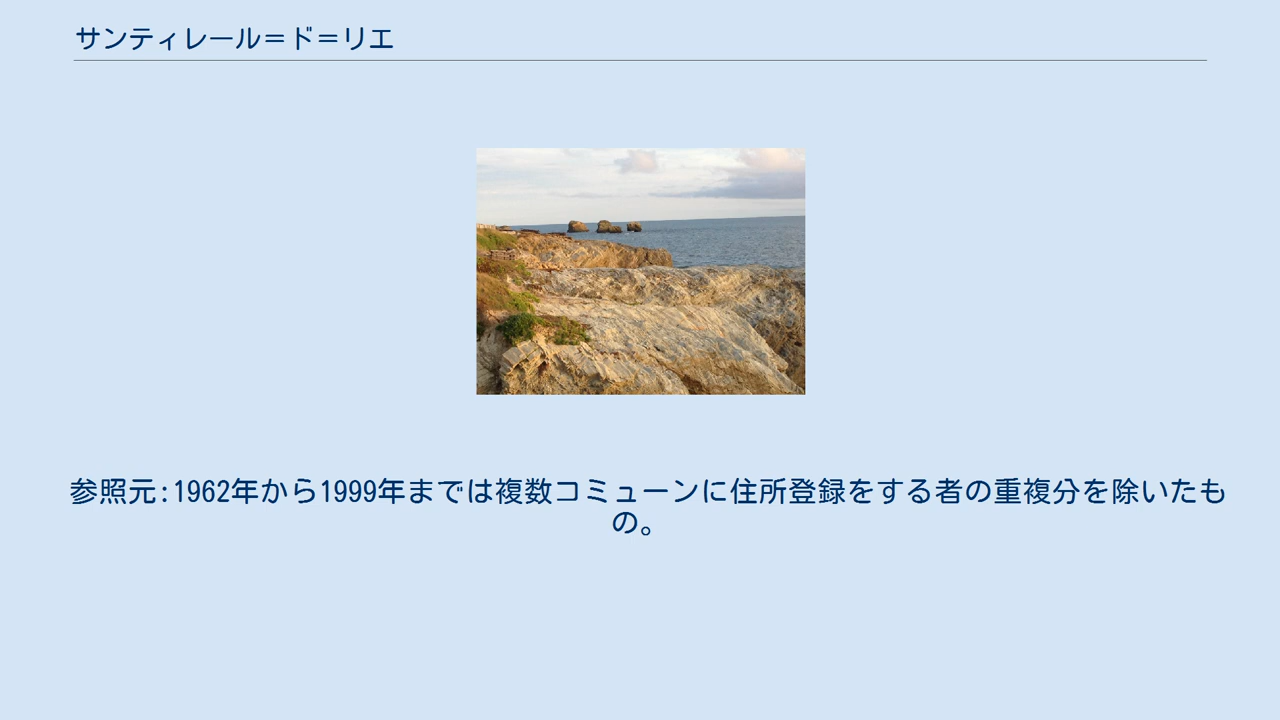 サンティレール＝ド＝リエ
参照元:1962年から1999年までは複数コミューンに住所登録をする者の重複分を除いたも
の。